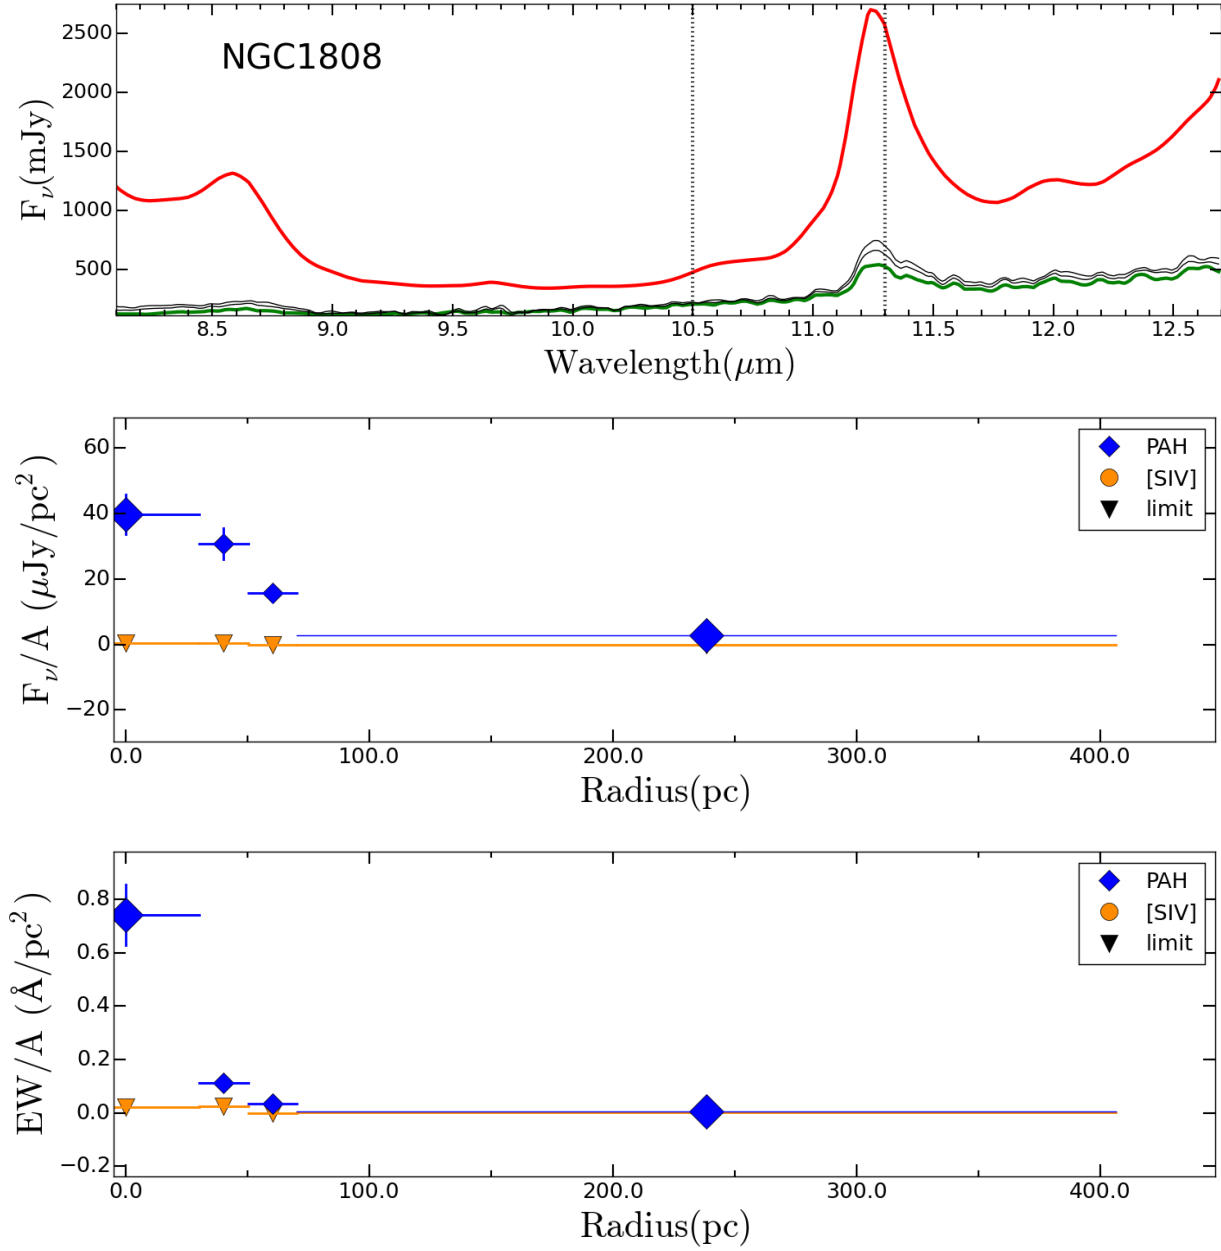 NGC1808
F_ν(mJy)
2500
2000
1500
1000
500
8.5 9.0 9.5 10.0 10.5 11.0 11.5 12.0 12.5
Wavelength(μm)
PAH
[SIV]
limit
F_ν/A (μJy/pc²)
60
40
20
0
−20
0.0 100.0 200.0 300.0 400.0
Radius(pc)
PAH
[SIV]
limit
EW/A (Å/pc²)
0.8
0.6
0.4
0.2
0.0
−0.2
0.0 100.0 200.0 300.0 400.0
Radius(pc)